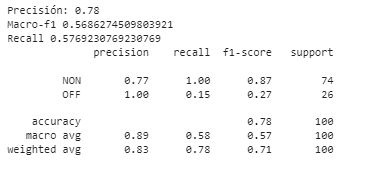 Precisión: 0.78
Macro-f1 0.5686274509803921
Recall 0.5769230769230769
precision recall f1-score support
NON 0.77 1.00 0.87 74
OFF 1.00 0.15 0.27 26
accuracy 0.78 100
macro avg 0.89 0.58 0.57 100
weighted avg 0.83 0.78 0.71 100